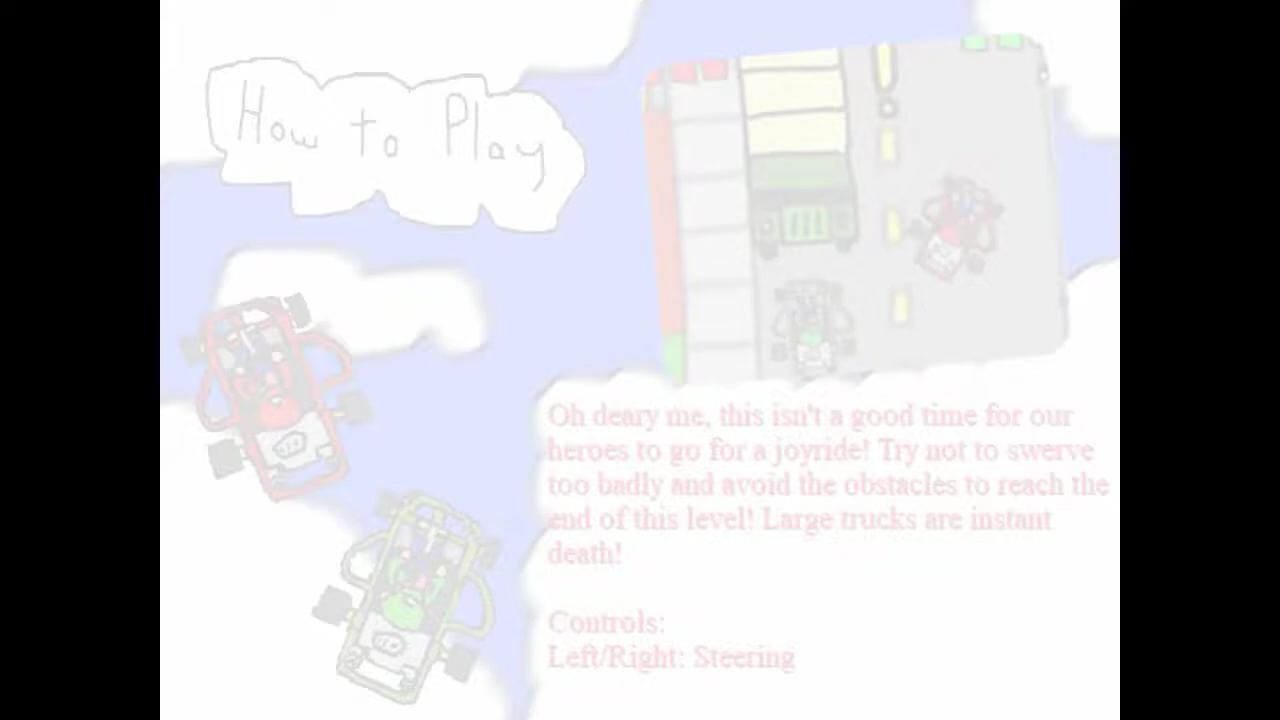 How to Play
Oh deary me, this isn't a good time for our
heroes to go for a joyride! Try not to swerve
too badly and avoid the obstacles to reach the
end of this level! Large trucks are instant
death!
Controls:
Left/Right: Steering